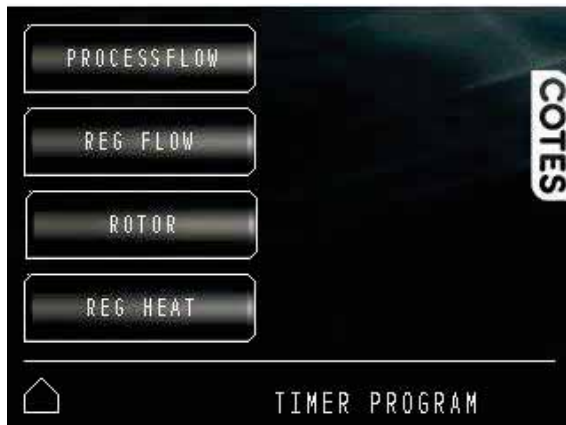 PROCESSFLOW
REG FLOW
ROTOR
REG HEAT
COTES
TIMER PROGRAM